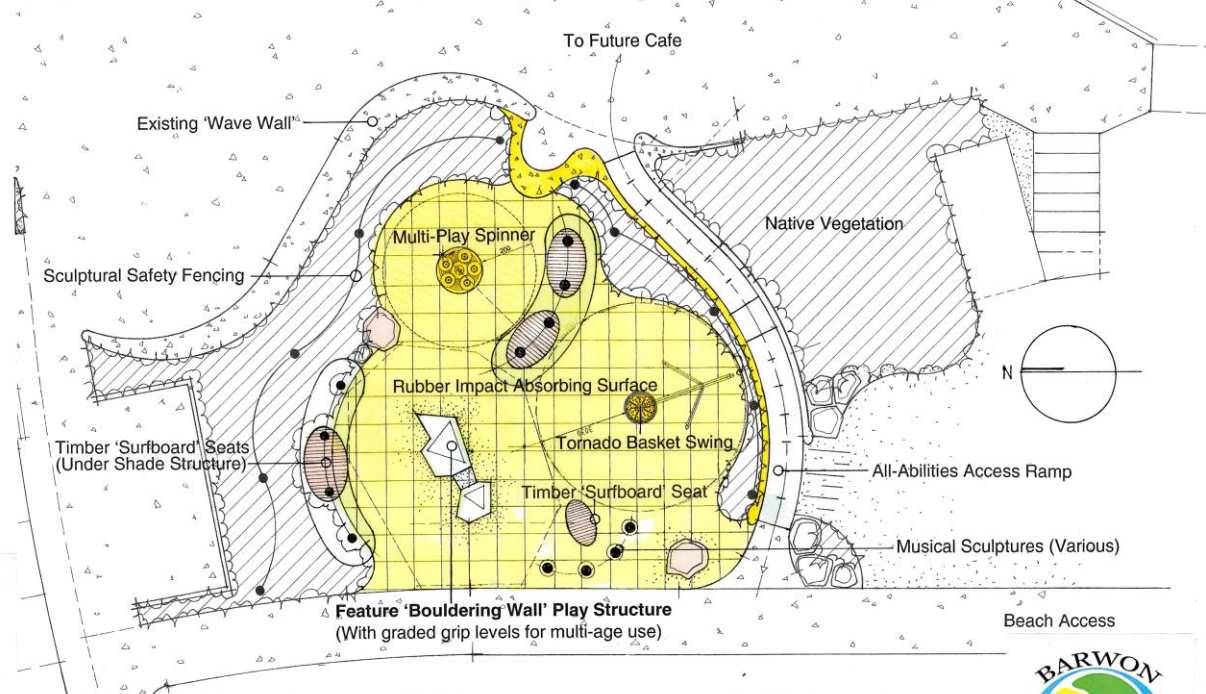 To Future Cafe
Existing 'Wave Wall'
Native Vegetation
Multi-Play Spinner
Sculptural Safety Fencing
N
Rubber Impact Absorbing Surface
Timber 'Surfboard' Seats
(Under Shade Structure)
Tornado Basket Swing
All-Abilities Access Ramp
Timber 'Surfboard' Seat
Musical Sculptures (Various)
Feature 'Bouldering Wall' Play Structure
(With graded grip levels for multi-age use)
Beach Access
BARWON